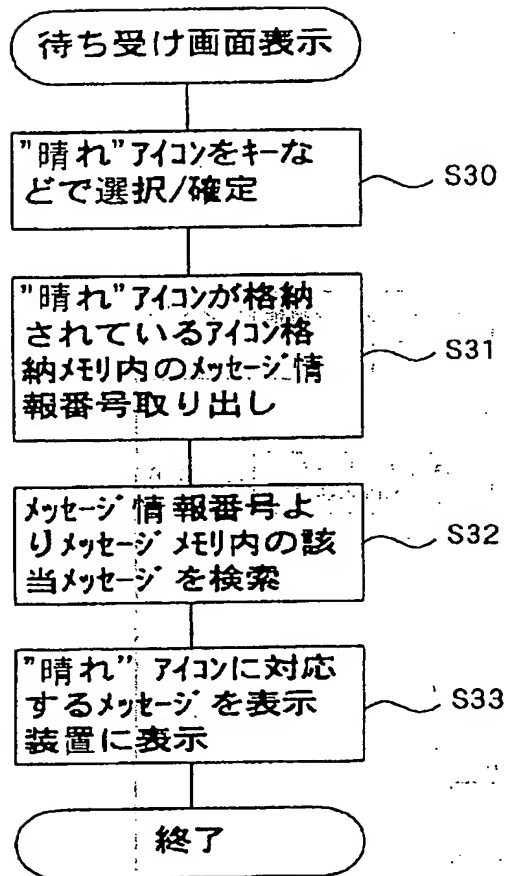 待ち受け画面表示
”晴れ”アイコンをキーな
どで選択/確定
S30
”晴れ”アイコンが格納
されているアイコン格
納メモリ内のメッセージ情
報番号取り出し
S31
メッセージ情報番号よ
りメッセージメモリ内の該
当メッセージを検索
S32
”晴れ” アイコンに対応
するメッセージを表示
装置に表示
S33
終了